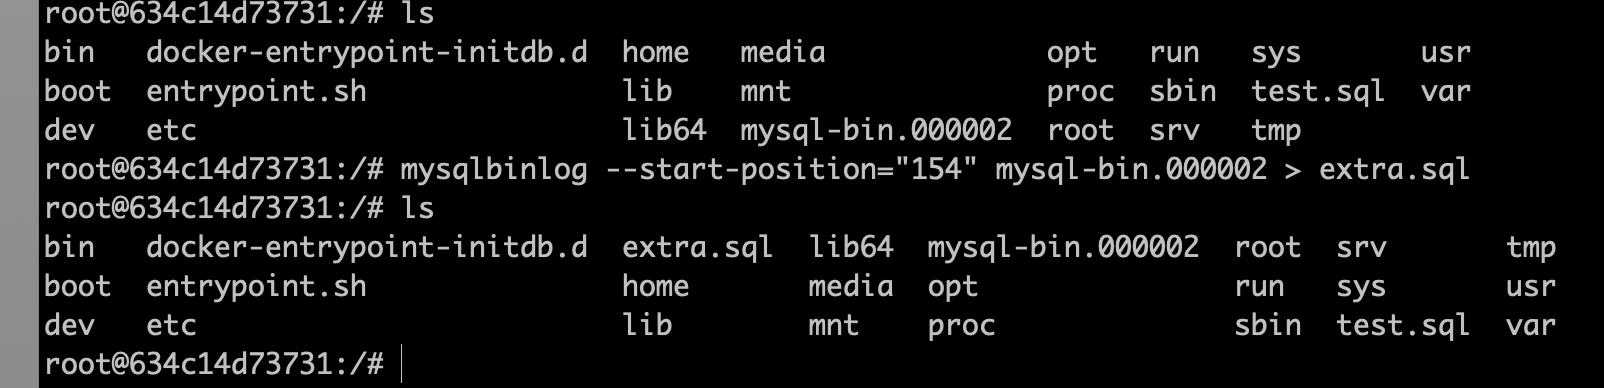 root@634c14d73731:/# ls
bin   docker-entrypoint-initdb.d  home   media             opt   run   sys       usr
boot  entrypoint.sh               lib    mnt               proc  sbin  test.sql  var
dev   etc                         lib64  mysql-bin.000002  root  srv   tmp
root@634c14d73731:/# mysqlbinlog --start-position="154" mysql-bin.000002 > extra.sql
root@634c14d73731:/# ls
bin   docker-entrypoint-initdb.d  extra.sql  lib64  mysql-bin.000002  root  srv       tmp
boot  entrypoint.sh               home       media  opt               run   sys       usr
dev   etc                         lib        mnt    proc              sbin  test.sql  var
root@634c14d73731:/#